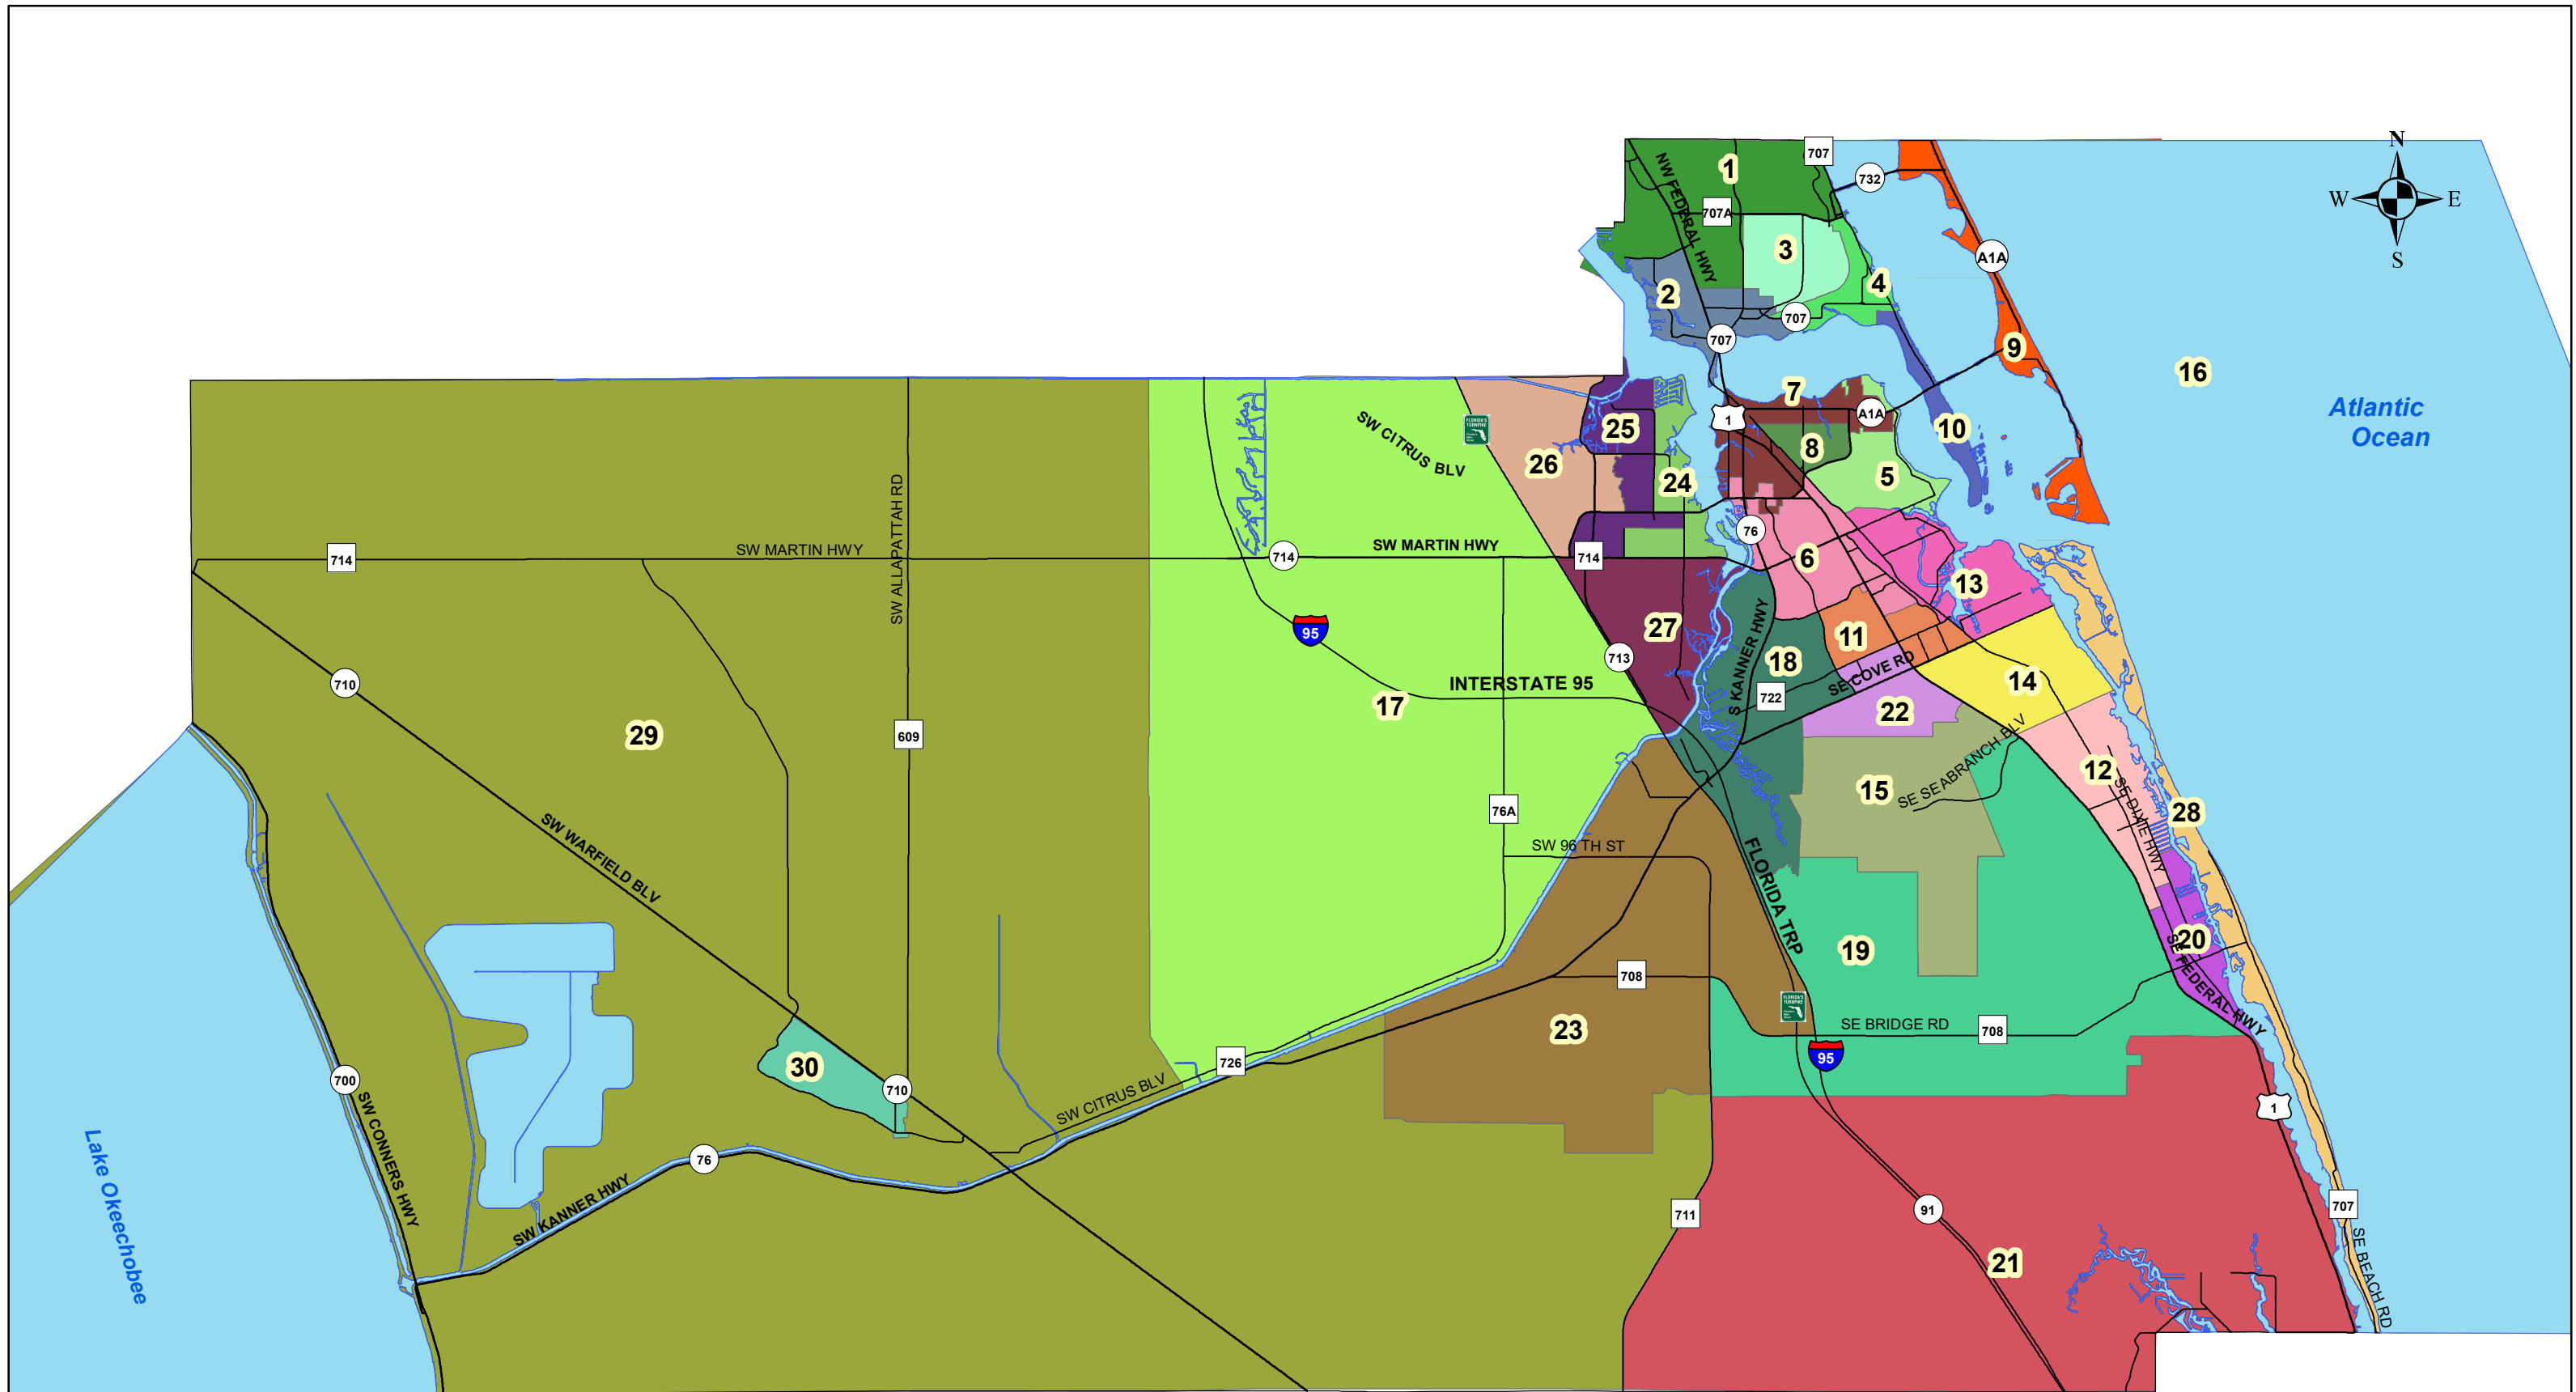 N
W E
S
707
1
732
NW FEDERAL HWY
707A
3
A1A
4
2
707
707
9
16
7
Atlantic
Ocean
1
A1A
10
25
8
SW CITRUS BLV
26
24
5
76
SW ALLAPATTAH RD
SW MARTIN HWY
714
714
SW MARTIN HWY
714
6
13
95
27
11
S KANNER HWY
18
713
SE COVE RD
710
INTERSTATE 95
722
14
17
22
29
609
SE SEABRANCH BLV
12
15
76A
28
SE DIXIE HWY
SW WARFIELD BLV
SW 96 TH ST
FLORIDA TRP
20
19
708
SE FEDERAL HWY
23
SE BRIDGE RD
708
95
30
726
710
700
SW CITRUS BLV
1
SW CONNERS HWY
76
Lake Okeechobee
SW KANNER HWY
711
91
707
21
SE BEACH RD